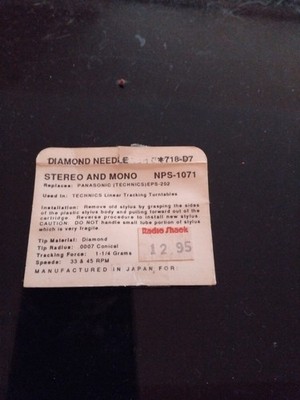 DIAMOND NEEDLE 718-D7
STEREO AND MONO NPS-1071
Replaces: PANASONIC (TECHNICS)EPS-202
Used in: TECHNICS Linear Tracking Turntables
Installation: Remove old stylus by grasping the sides
of the plastic stylus body and pulling forward out of the
cartridge. Reverse procedure to install new stylus.
CAUTION: DO NOT handle small wire portion of stylus
which is very fragile.
Tip Material: Diamond
Tip Radius: .0007 Conical
Tracking Force: 1-1/4 Grams
Speeds: 33 & 45 RPM
MANUFACTURED IN JAPAN FOR:
Radio Shack
12.95